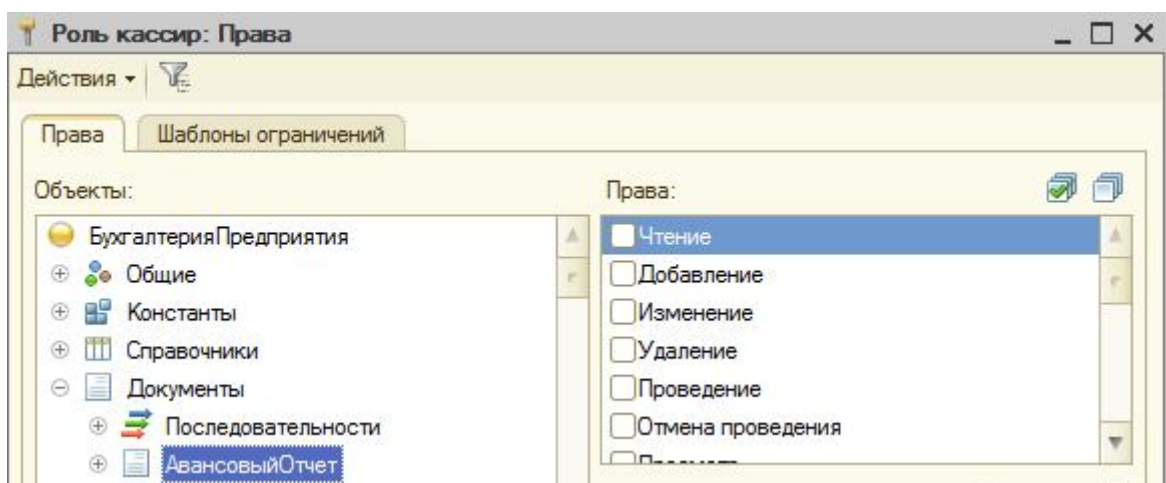 Роль кассир: Права
Действия
Права Шаблоны ограничений
Объекты: Права:
БухгалтерияПредприятия Чтение
Общие Добавление
Константы Изменение
Справочники Удаление
Документы Проведение
Последовательности Отмена проведения
АвансовыйОтчет